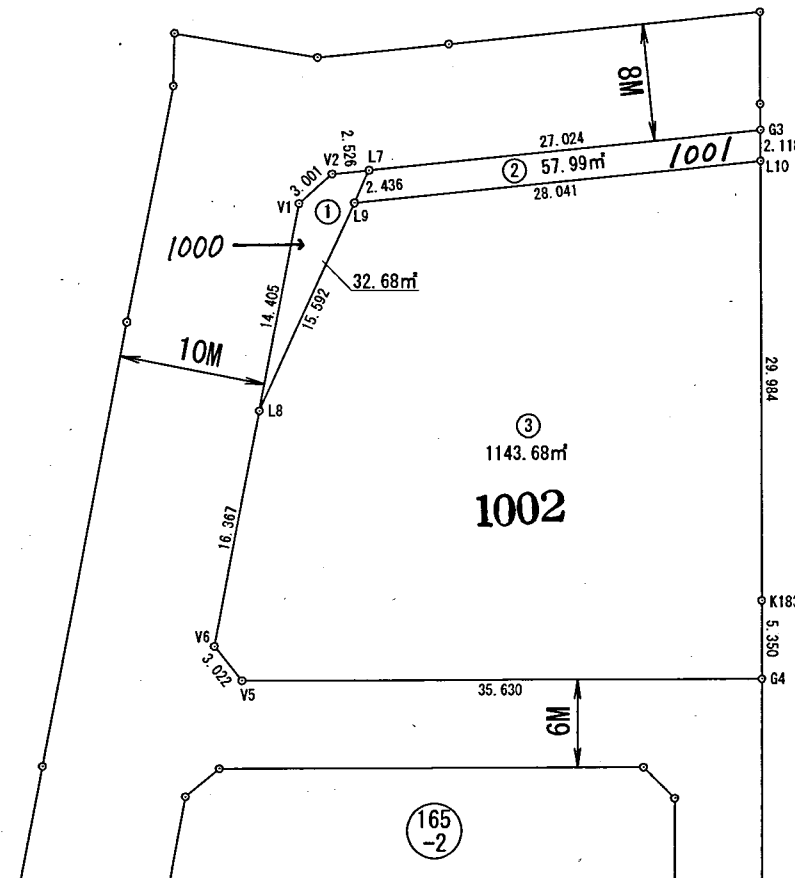 8M
G3
27.024
2.118
L10
2.526
L7
V2
② 57.99㎡ 1001
2.436
28.041
3.001
V1
①
L9
1000
32.68㎡
14.405
15.592
10M
29.984
L8
③
1143.68㎡
1002
16.367
K183
V6
5.350
3.022
V5
35.630
G4
6M
165
-2